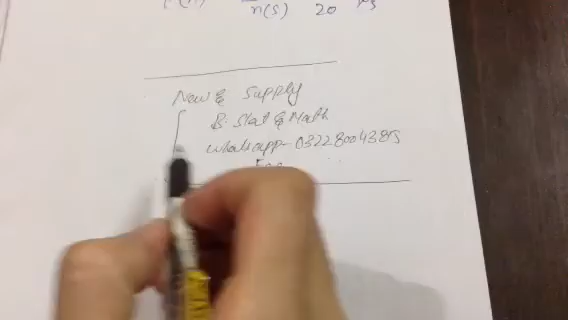 n(s) 20
New & Supply
B. Stat & Math
whatsapp - 03228004385